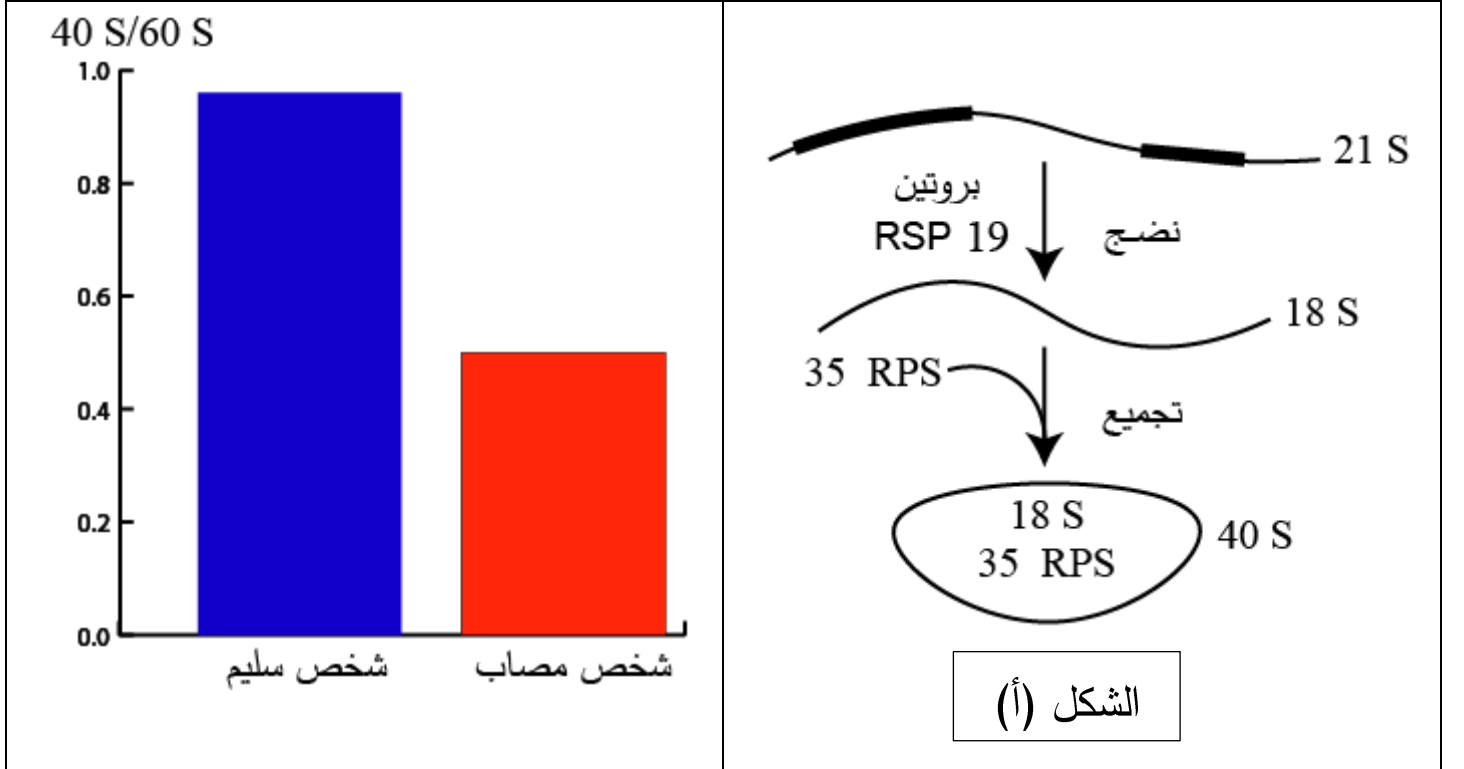 40 S/60 S
1.0
0.8
0.6
0.4
0.2
0.0
شخص سليم
شخص مصاب
21 S
بروتين
RSP 19
نضج
18 S
35 RPS
تجميع
18 S
35 RPS
40 S
الشكل (أ)